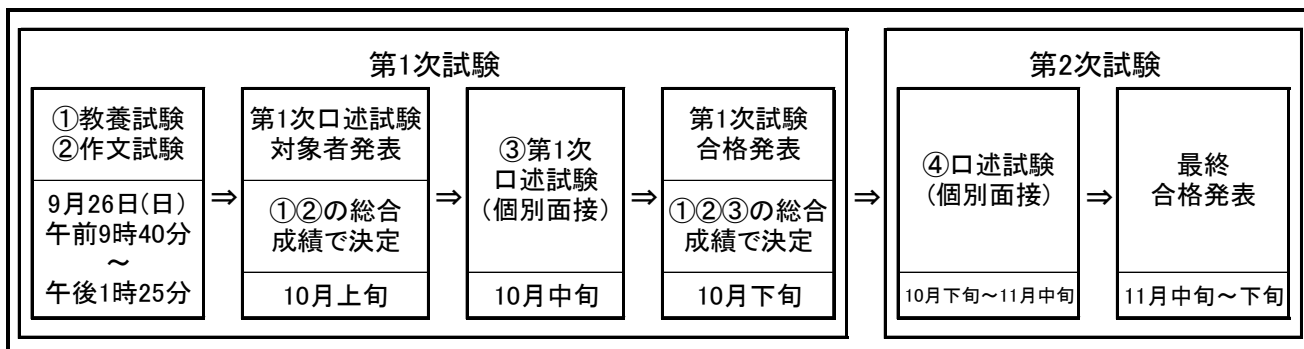 第1次試験
①教養試験
②作文試験
9月26日(日)
午前9時40分
～
午後1時25分
⇒
第1次口述試験
対象者発表
①②の総合
成績で決定
10月上旬
⇒
③第1次
口述試験
(個別面接)
10月中旬
⇒
第1次試験
合格発表
①②③の総合
成績で決定
10月下旬
⇒
第2次試験
④口述試験
(個別面接)
10月下旬～11月中旬
⇒
最終
合格発表
11月中旬～下旬